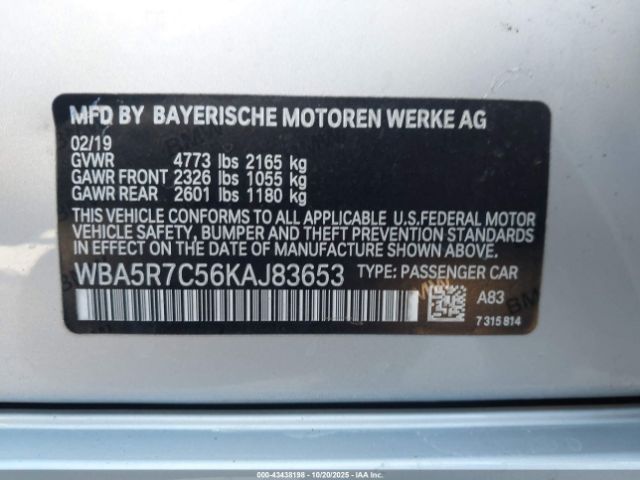 MFD BY BAYERISCHE MOTOREN WERKE AG
02/19
GVWR 4773 lbs 2165 kg
GAWR FRONT 2326 lbs 1055 kg
GAWR REAR 2601 lbs 1180 kg
THIS VEHICLE CONFORMS TO ALL APPLICABLE U.S.FEDERAL MOTOR
VEHICLE SAFETY, BUMPER AND THEFT PREVENTION STANDARDS
IN EFFECT ON THE DATE OF MANUFACTURE SHOWN ABOVE.
WBA5R7C56KAJ83653 TYPE: PASSENGER CAR
A83
7 315 814
© IAA - 43438198 - 10/20/2025 - IAAI.COM